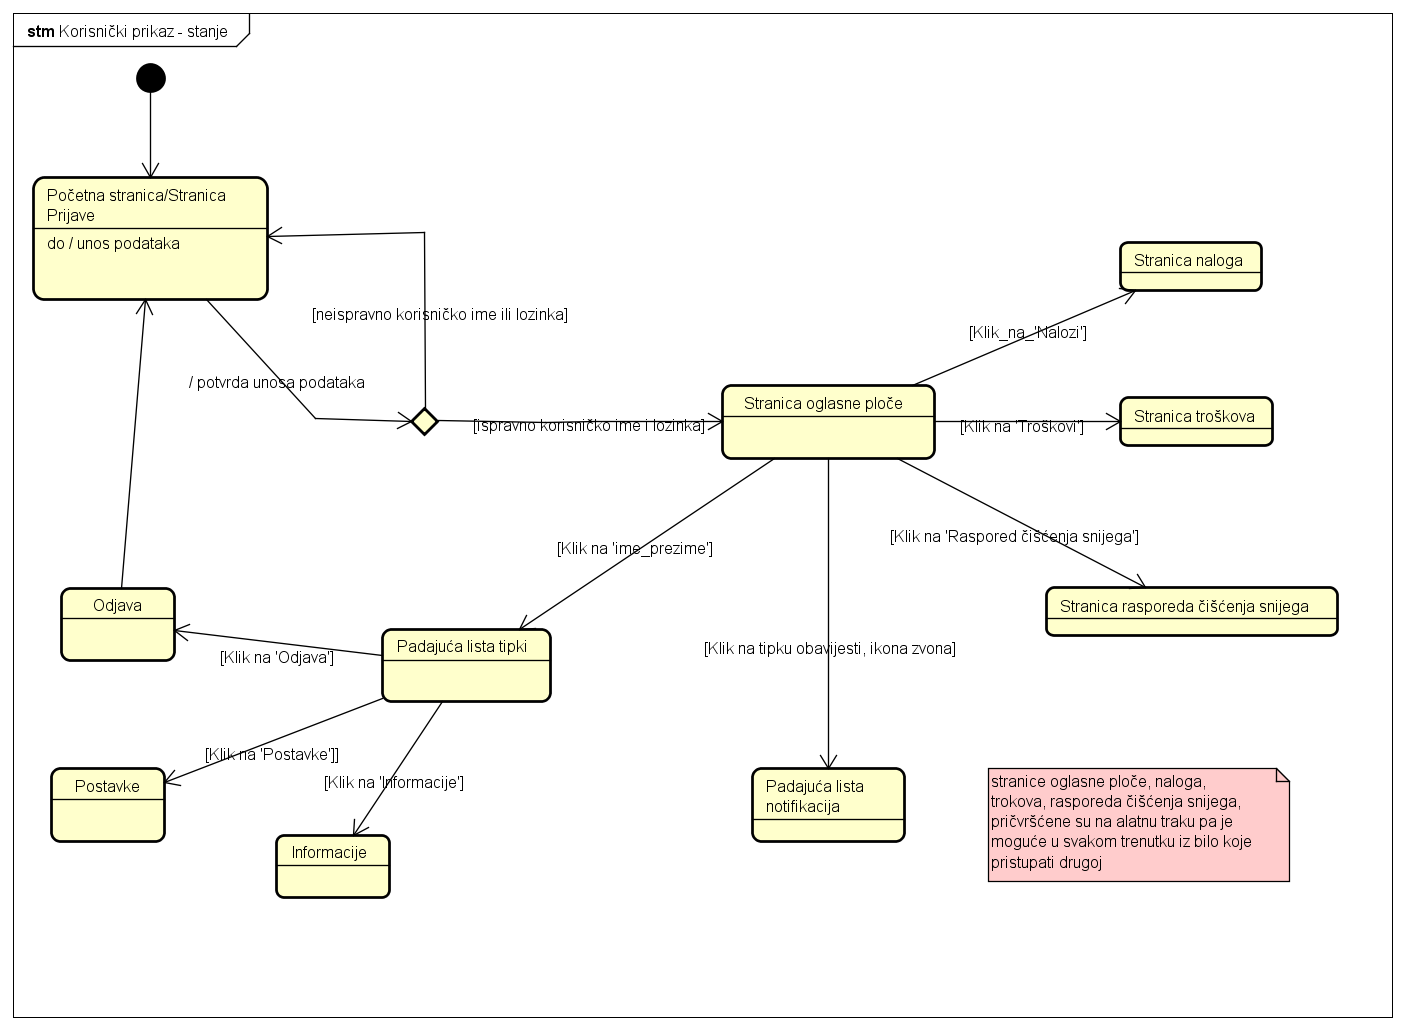 stm Korisnički prikaz - stanje
Početna stranica/Stranica
Prijave
do / unos podataka
[neispravno korisničko ime ili lozinka]
/ potvrda unosa podataka
[ispravno korisničko ime i lozinka]
Stranica oglasne ploče
[Klik_na_'Nalozi']
Stranica naloga
[Klik na 'Troškovi']
Stranica troškova
[Klik na 'Raspored čišćenja snijega']
Stranica rasporeda čišćenja snijega
[Klik na 'ime_prezime']
Padajuća lista tipki
[Klik na 'Odjava']
Odjava
[Klik na 'Postavke']]
Postavke
[Klik na 'Informacije']
Informacije
[Klik na tipku obavijesti, ikona zvona]
Padajuća lista
notifikacija
stranice oglasne ploče, naloga,
trokova, rasporeda čišćenja snijega,
pričvršćene su na alatnu traku pa je
moguće u svakom trenutku iz bilo koje
pristupati drugoj